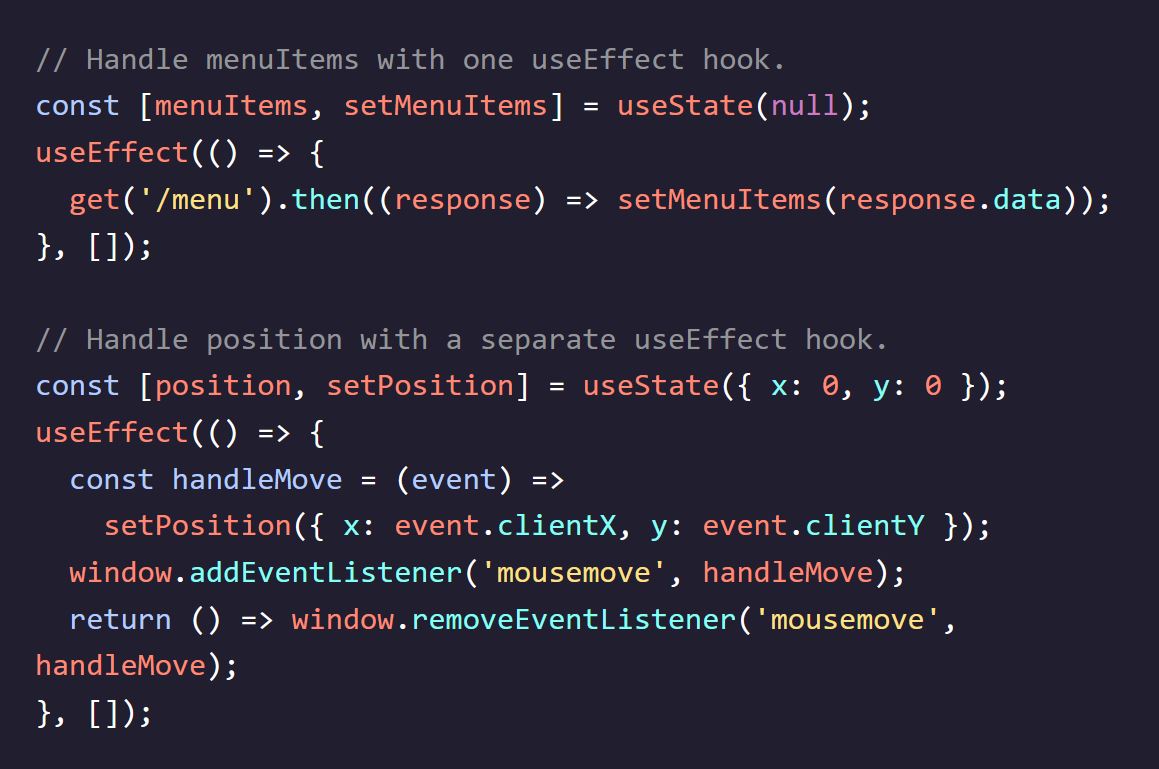 // Handle menuItems with one useEffect hook.
const [menuItems, setMenuItems] = useState(null);
useEffect(() => {
  get('/menu').then((response) => setMenuItems(response.data));
}, []);

// Handle position with a separate useEffect hook.
const [position, setPosition] = useState({ x: 0, y: 0 });
useEffect(() => {
  const handleMove = (event) =>
    setPosition({ x: event.clientX, y: event.clientY });
  window.addEventListener('mousemove', handleMove);
  return () => window.removeEventListener('mousemove',
handleMove);
}, []);